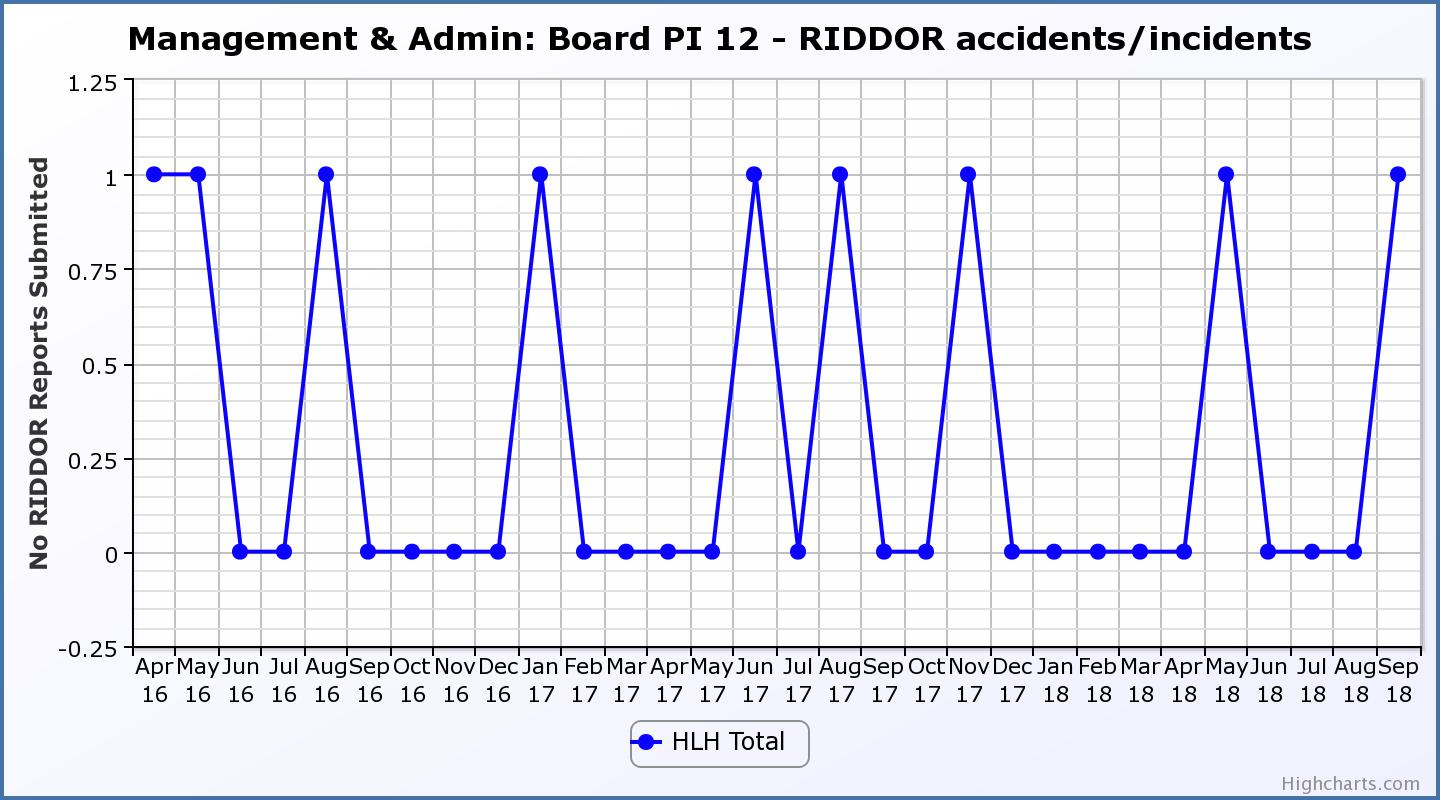 Management & Admin: Board PI 12 - RIDDOR accidents/incidents
No RIDDOR Reports Submitted
1.25
1
0.75
0.5
0.25
0
-0.25
Apr May Jun Jul Aug Sep Oct Nov Dec Jan Feb Mar Apr May Jun Jul Aug Sep Oct Nov Dec Jan Feb Mar Apr May Jun Jul Aug Sep
16 16 16 16 16 16 16 16 16 17 17 17 17 17 17 17 17 17 17 17 17 18 18 18 18 18 18 18 18 18
HLH Total
Highcharts.com